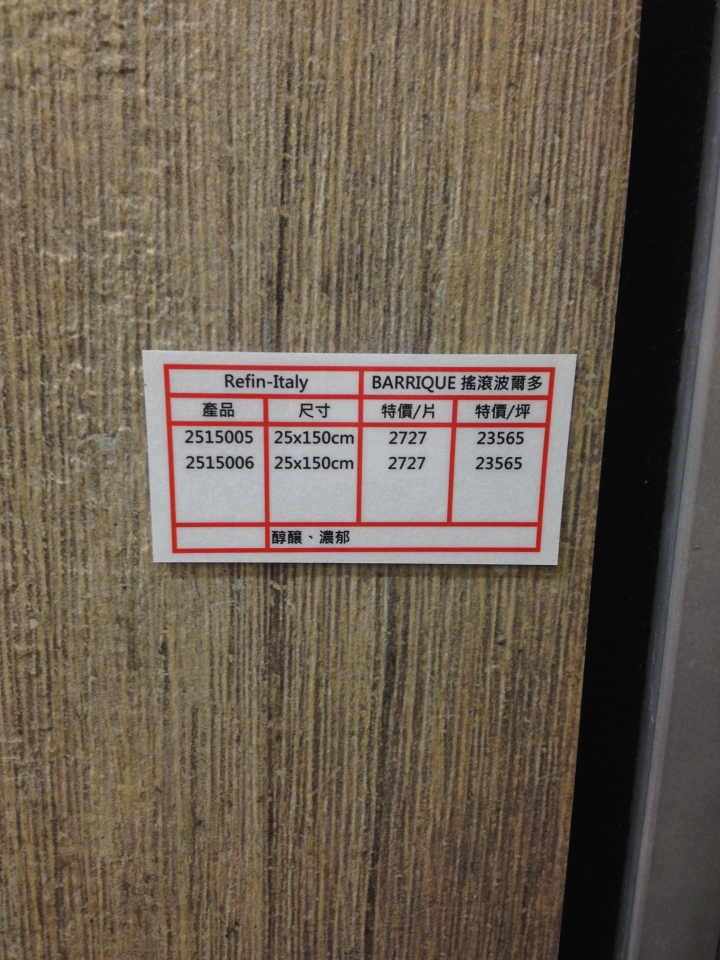 Refin-Italy BARRIQUE 搖滾波爾多
產品 尺寸 特價/片 特價/坪
2515005 25x150cm 2727 23565
2515006 25x150cm 2727 23565
醇釀、濃郁